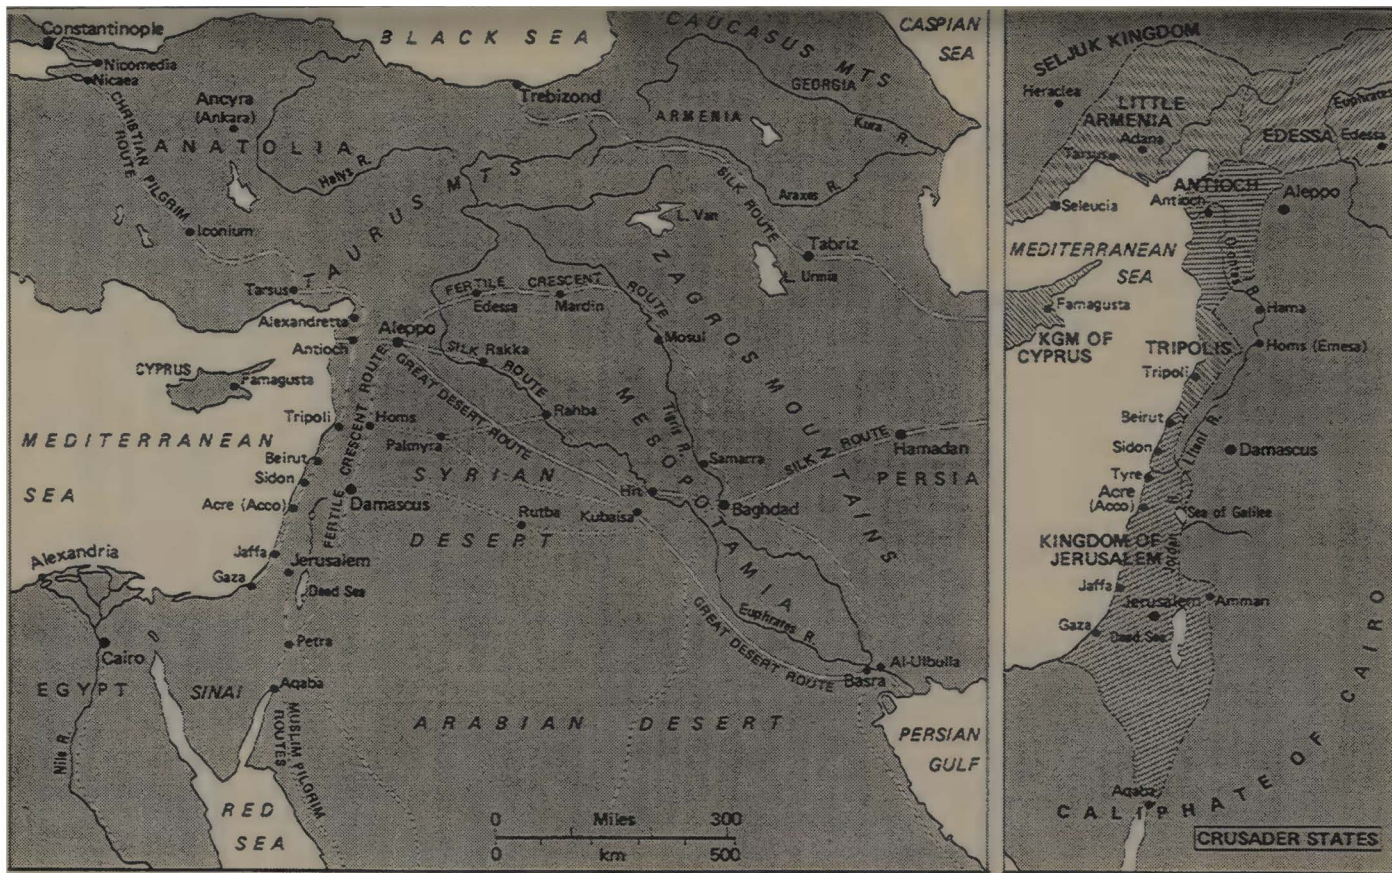 Constantinople
BLACK SEA
CAUCASUS MTS
CASPIAN
SEA
Nicomedia
Nicaea
Trebizond
GEORGIA
Ancyra
(Ankara)
ARMENIA
Kura R.
CHRISTIAN PILGRIM
ROUTE
ANATOLIA
Halys R.
SILK ROUTE
Araxes R.
TAURUS MTS
L. Van
Iconium
Tabriz
L. Urmia
ZAGROS MOUNTAINS
Tarsus
FERTILE CRESCENT ROUTE
Edessa
Mardin
Alexandretta
Aleppo
Mosul
Antioch
SILK ROUTE
Rakka
CYPRUS
Famagusta
GREAT DESERT ROUTE
MESOPOTAMIA
Rahba
Tigris R.
Tripoli
Homs
Palmyra
SILK ROUTE
Hamadan
MEDITERRANEAN
SEA
FERTILE CRESCENT ROUTE
Beirut
Sidon
SYRIAN
DESERT
Samarra
PERSIA
Damascus
Hit
Baghdad
Acre (Acco)
Rutba
Kubaisa
Alexandria
Jaffa
Jerusalem
Gaza
Dead Sea
Euphrates R.
GREAT DESERT ROUTE
Petra
Cairo
Al-Ulbulla
Basra
EGYPT
SINAI
Aqaba
Nile R.
MUSLIM PILGRIM
ROUTES
ARABIAN DESERT
PERSIAN
GULF
RED
SEA
0 Miles 300
0 km 500
SELJUK KINGDOM
Heraclea
LITTLE
ARMENIA
Euphrates
Adana
EDESSA
Edessa
Tarsus
ANTIOCH
Antioch
Aleppo
Seleucia
MEDITERRANEAN
SEA
Orontes R.
Famagusta
Hama
KGM OF
CYPRUS
TRIPOLIS
Homs (Emesa)
Tripoli
Beirut
Litani R.
Sidon
Damascus
Tyre
Acre
(Acco)
Sea of Galilee
KINGDOM OF
JERUSALEM
Jordan R.
Jaffa
Jerusalem
Amman
Gaza
Dead Sea
Aqaba
CALIPHATE OF CAIRO
CRUSADER STATES